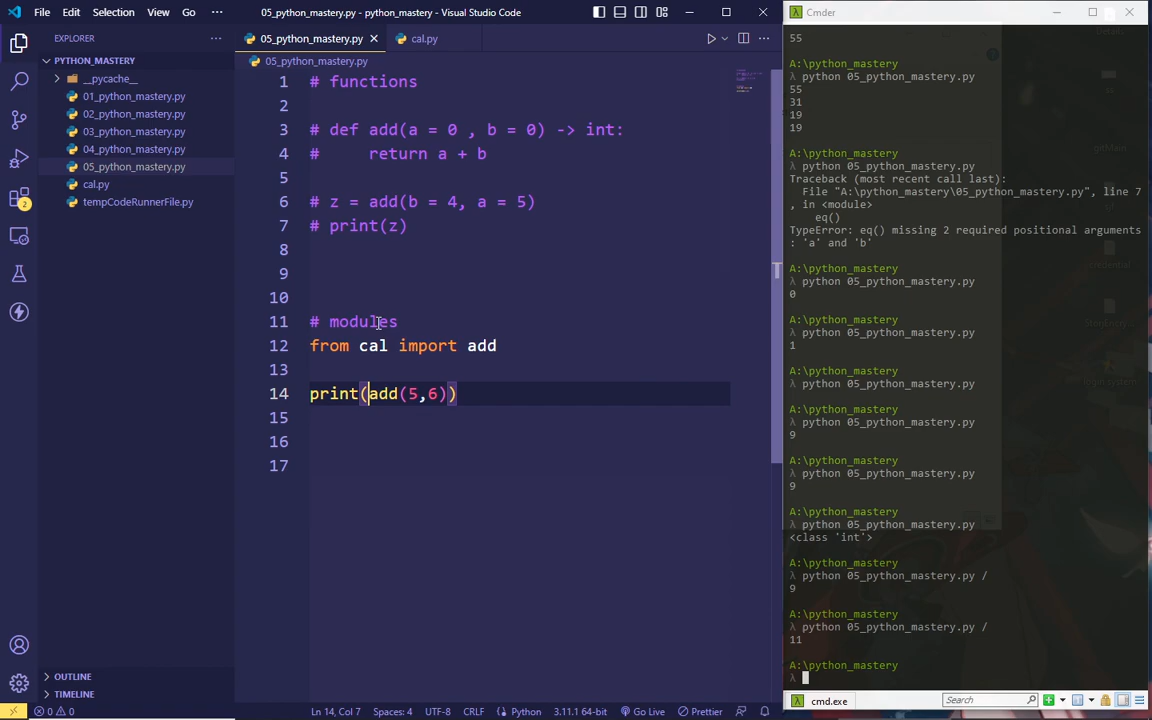 File Edit Selection View Go ··· 05_python_mastery.py - python_mastery - Visual Studio Code
EXPLORER ···
PYTHON_MASTERY
__pycache__
01_python_mastery.py
02_python_mastery.py
03_python_mastery.py
04_python_mastery.py
05_python_mastery.py
cal.py
tempCodeRunnerFile.py
OUTLINE
TIMELINE
2
05_python_mastery.py cal.py
05_python_mastery.py
1 # functions
2
3 # def add(a = 0 , b = 0) -> int:
4 #     return a + b
5
6 # z = add(b = 4, a = 5)
7 # print(z)
8
9
10
11 # modules
12 from cal import add
13
14 print(add(5,6))
15
16
17
0 0 Ln 14, Col 7 Spaces: 4 UTF-8 CRLF Python 3.11.1 64-bit Go Live Prettier
Cmder
55
A:\python_mastery
λ python 05_python_mastery.py
55
31
19
19
A:\python_mastery
λ python 05_python_mastery.py
Traceback (most recent call last):
  File "A:\python_mastery\05_python_mastery.py", line 7
, in <module>
    eq()
TypeError: eq() missing 2 required positional arguments
: 'a' and 'b'
A:\python_mastery
λ python 05_python_mastery.py
0
A:\python_mastery
λ python 05_python_mastery.py
1
A:\python_mastery
λ python 05_python_mastery.py
A:\python_mastery
λ python 05_python_mastery.py
9
A:\python_mastery
λ python 05_python_mastery.py
9
A:\python_mastery
λ python 05_python_mastery.py
<class 'int'>
A:\python_mastery
λ python 05_python_mastery.py /
9
A:\python_mastery
λ python 05_python_mastery.py /
11
A:\python_mastery
λ
cmd.exe Search